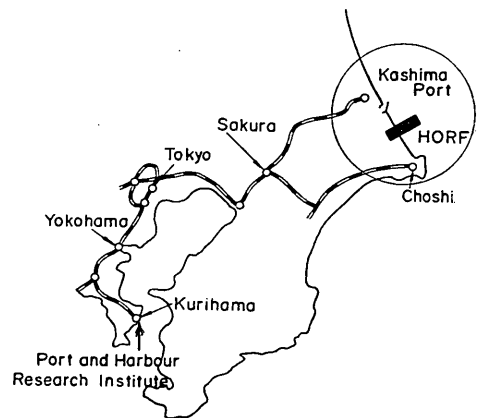 Kashima
Port
Sakura
HORF
Tokyo
Choshi
Yokohama
Kurihama
Port and Harbour
Research Institute